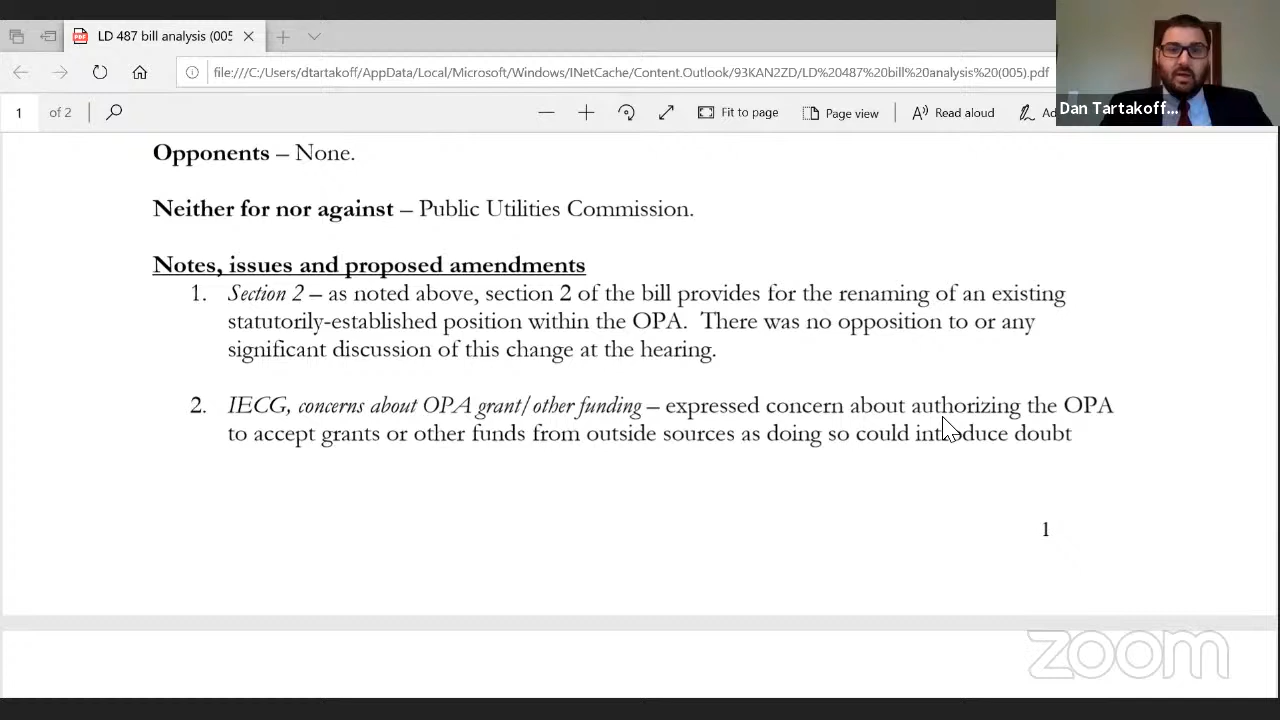 LD 487 bill analysis (005
file:///C:/Users/dtartakoff/AppData/Local/Microsoft/Windows/INetCache/Content.Outlook/93KAN2ZD/LD%20487%20bill%20analysis%20(005).pdf
Dan Tartakoff...
1 of 2 Fit to page Page view Read aloud
Opponents – None.
Neither for nor against – Public Utilities Commission.
Notes, issues and proposed amendments
1. Section 2 – as noted above, section 2 of the bill provides for the renaming of an existing
statutorily-established position within the OPA. There was no opposition to or any
significant discussion of this change at the hearing.
2. IECG, concerns about OPA grant/other funding – expressed concern about authorizing the OPA
to accept grants or other funds from outside sources as doing so could introduce doubt
1
zoom